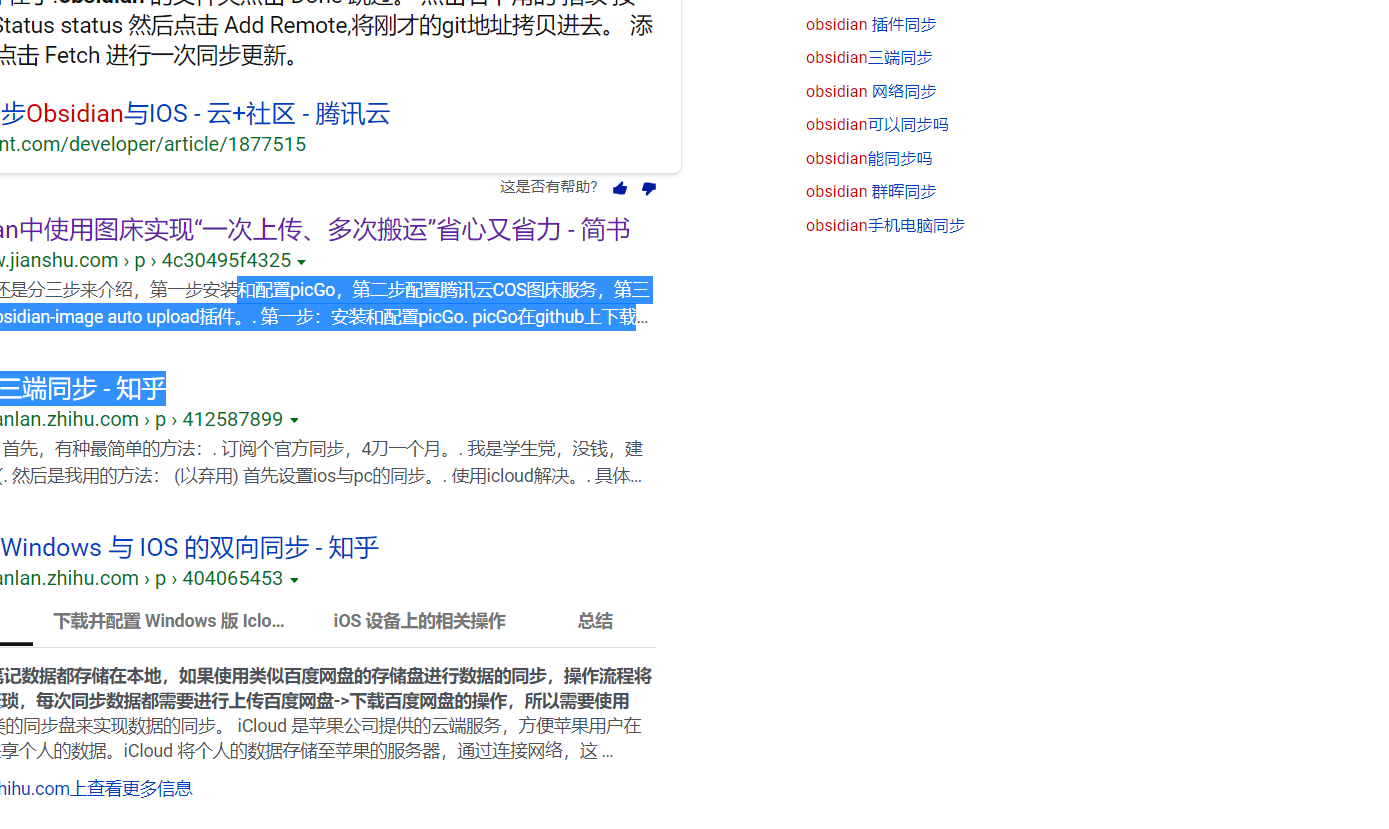 的文件夹点击 Done 跳过。 点击右下角的
Status status 然后点击 Add Remote,将刚才的git地址拷贝进去。 添
点击 Fetch 进行一次同步更新。
步Obsidian与IOS - 云+社区 - 腾讯云
nt.com/developer/article/1877515
这是否有帮助?
an中使用图床实现“一次上传、多次搬运”省心又省力 - 简书
w.jianshu.com › p › 4c30495f4325
还是分三步来介绍，第一步安装和配置picGo，第二步配置腾讯云COS图床服务，第三
bsidian-image auto upload插件。. 第一步：安装和配置picGo. picGo在github上下载...
三端同步 - 知乎
anlan.zhihu.com › p › 412587899
首先，有种最简单的方法：. 订阅个官方同步，4刀一个月。. 我是学生党，没钱，建
(. 然后是我用的方法： (以弃用) 首先设置ios与pc的同步。. 使用icloud解决。. 具体...
Windows 与 IOS 的双向同步 - 知乎
anlan.zhihu.com › p › 404065453
下载并配置 Windows 版 Iclo... iOS 设备上的相关操作 总结
笔记数据都存储在本地，如果使用类似百度网盘的存储盘进行数据的同步，操作流程将
琐，每次同步数据都需要进行上传百度网盘->下载百度网盘的操作，所以需要使用
类的同步盘来实现数据的同步。 iCloud 是苹果公司提供的云端服务，方便苹果用户在
享个人的数据。iCloud 将个人的数据存储至苹果的服务器，通过连接网络，这 ...
hihu.com上查看更多信息
obsidian 插件同步
obsidian三端同步
obsidian 网络同步
obsidian可以同步吗
obsidian能同步吗
obsidian 群晖同步
obsidian手机电脑同步